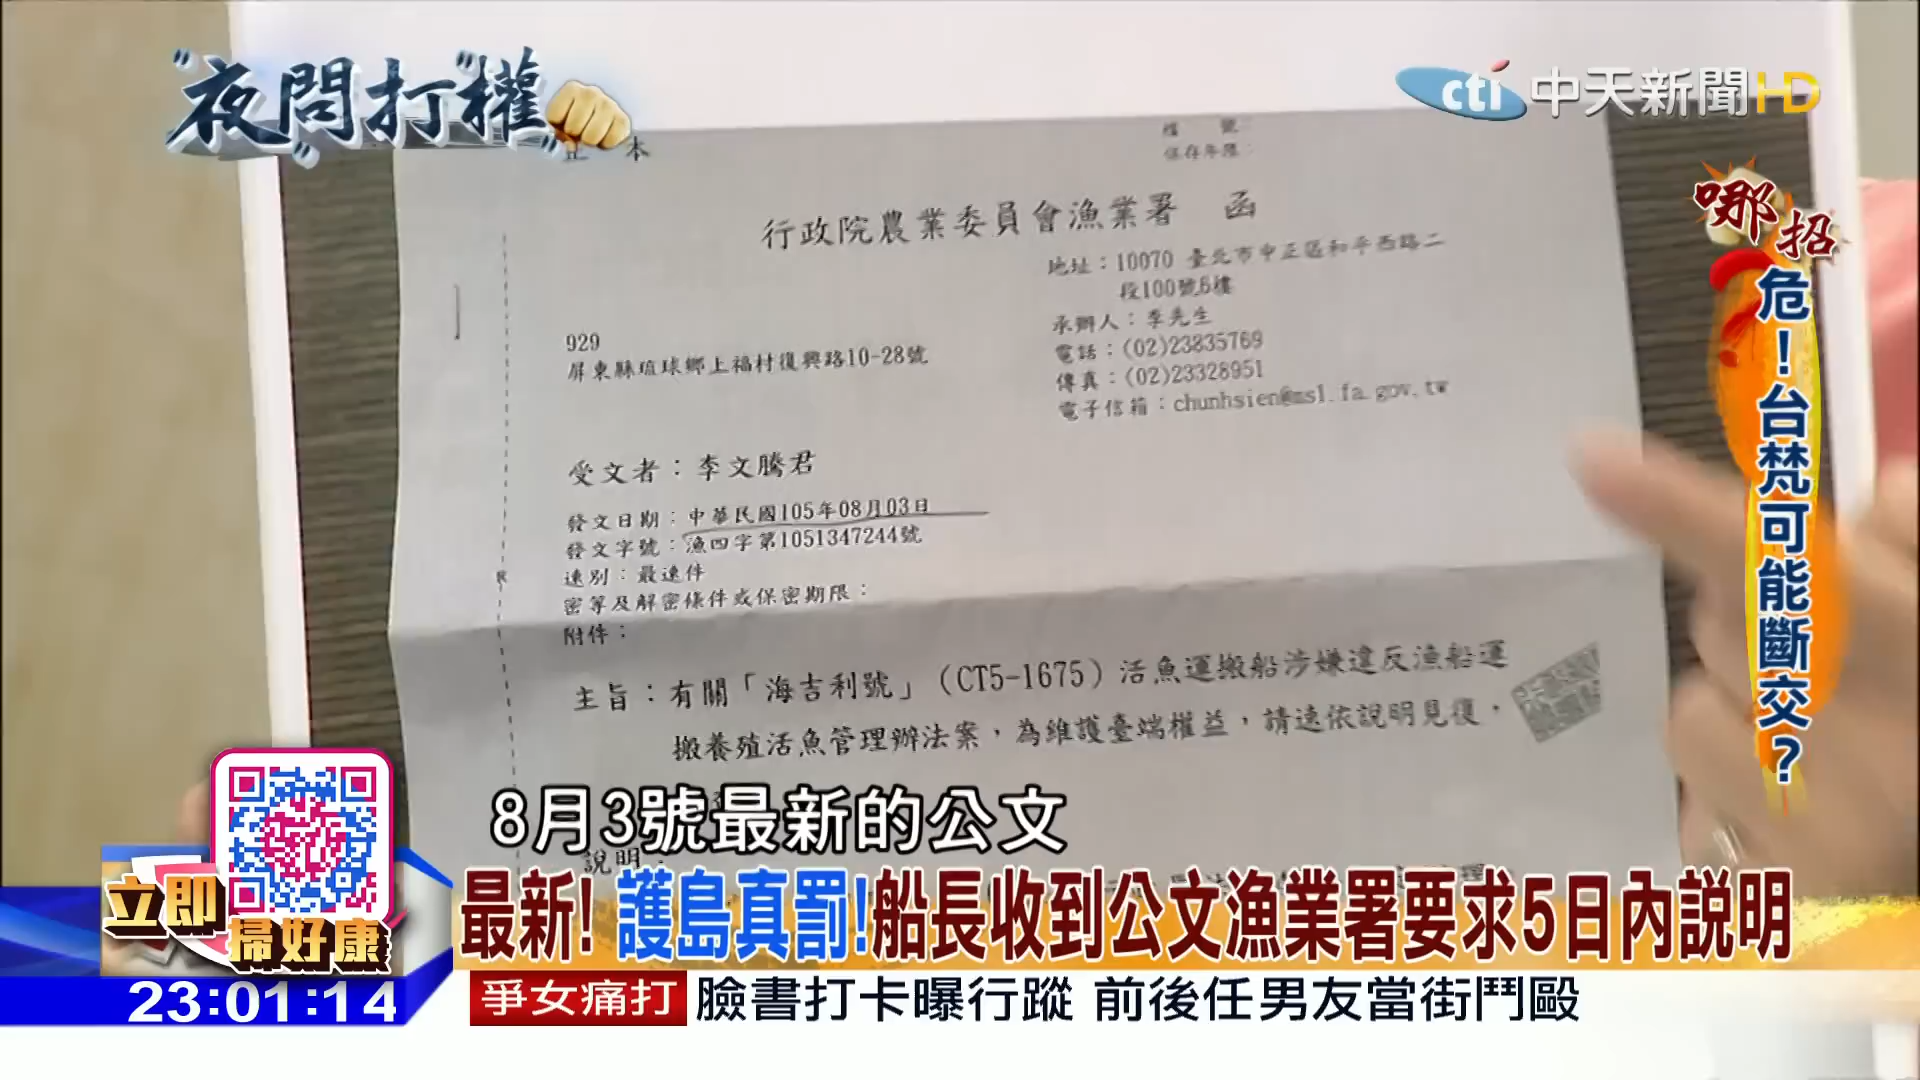 "夜問打權"
cti 中天新聞HD
哪招
危！台梵可能斷交？
正 本
檔 號：
保存年限：
行政院農業委員會漁業署 函
地址：10070 臺北市中正區和平西路二
段100號6樓
承辦人：李先生
電話：(02)23835769
傳真：(02)23328951
電子信箱：chunhsien@ms1.fa.gov.tw
929
屏東縣琉球鄉上福村復興路10-28號
受文者：李文騰君
發文日期：中華民國105年08月03日
發文字號：漁四字第1051347244號
速別：最速件
密等及解密條件或保密期限：
附件：
主旨：有關「海吉利號」（CT5-1675）活魚運搬船涉嫌違反漁船運
搬養殖活魚管理辦法案，為維護臺端權益，請速依說明見復。
說明：
8月3號最新的公文
最新！護島真罰！船長收到公文漁業署要求5日內說明
立即
掃好康
23:01:14
爭女痛打 臉書打卡曝行蹤 前後任男友當街鬥毆